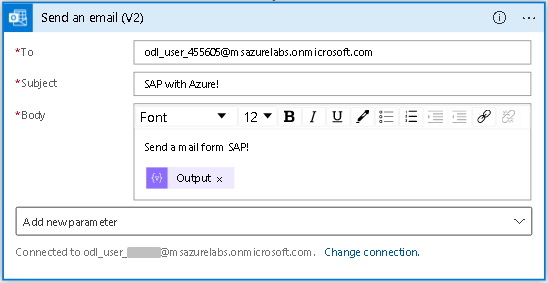 Send an email (V2)
*To
odl_user_455605@msazurelabs.onmicrosoft.com
*Subject
SAP with Azure!
*Body
Font 12 B I U
Send a mail form SAP!
{v} Output ×
Add new parameter
Connected to odl_user_ @msazurelabs.onmicrosoft.com. Change connection.